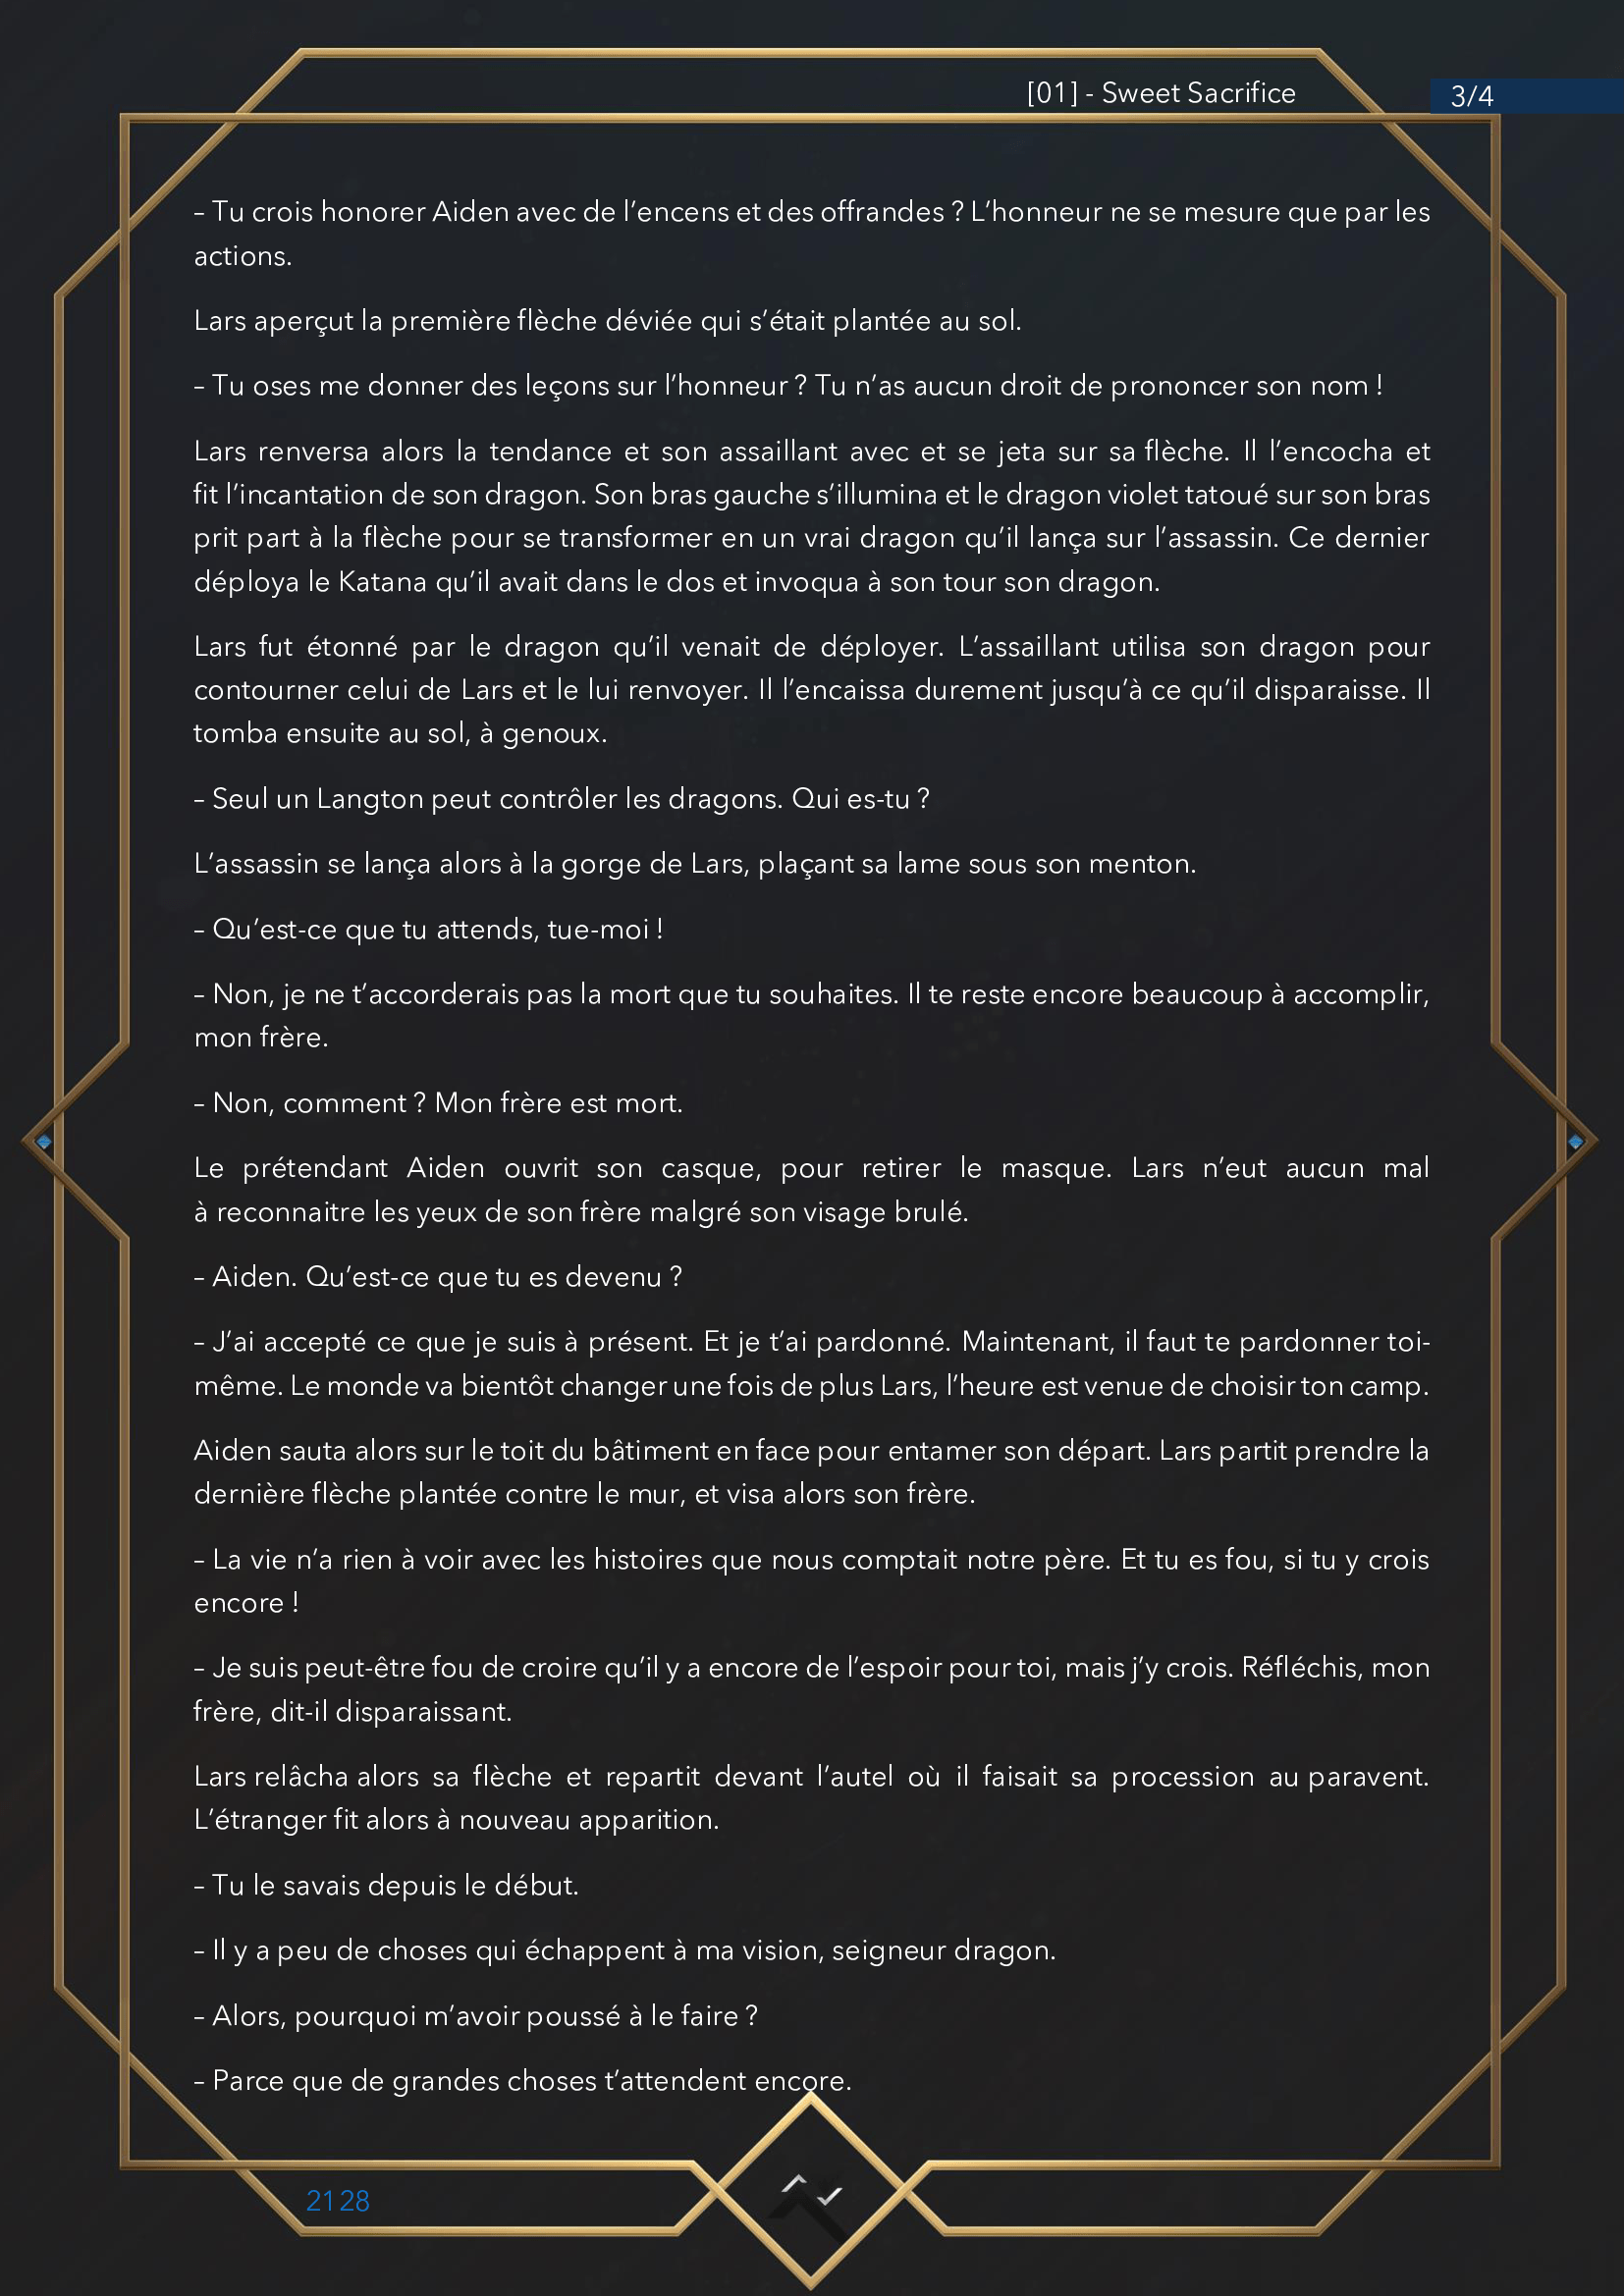 [01] - Sweet Sacrifice
3/4
– Tu crois honorer Aiden avec de l’encens et des offrandes ? L’honneur ne se mesure que par les
actions.
Lars aperçut la première flèche déviée qui s’était plantée au sol.
– Tu oses me donner des leçons sur l’honneur ? Tu n’as aucun droit de prononcer son nom !
Lars renversa alors la tendance et son assaillant avec et se jeta sur sa flèche. Il l’encocha et
fit l’incantation de son dragon. Son bras gauche s’illumina et le dragon violet tatoué sur son bras
prit part à la flèche pour se transformer en un vrai dragon qu’il lança sur l’assassin. Ce dernier
déploya le Katana qu’il avait dans le dos et invoqua à son tour son dragon.
Lars fut étonné par le dragon qu’il venait de déployer. L’assaillant utilisa son dragon pour
contourner celui de Lars et le lui renvoyer. Il l’encaissa durement jusqu’à ce qu’il disparaisse. Il
tomba ensuite au sol, à genoux.
– Seul un Langton peut contrôler les dragons. Qui es-tu ?
L’assassin se lança alors à la gorge de Lars, plaçant sa lame sous son menton.
– Qu’est-ce que tu attends, tue-moi !
– Non, je ne t’accorderais pas la mort que tu souhaites. Il te reste encore beaucoup à accomplir,
mon frère.
– Non, comment ? Mon frère est mort.
Le prétendant Aiden ouvrit son casque, pour retirer le masque. Lars n’eut aucun mal
à reconnaitre les yeux de son frère malgré son visage brulé.
– Aiden. Qu’est-ce que tu es devenu ?
– J’ai accepté ce que je suis à présent. Et je t’ai pardonné. Maintenant, il faut te pardonner toi-
même. Le monde va bientôt changer une fois de plus Lars, l’heure est venue de choisir ton camp.
Aiden sauta alors sur le toit du bâtiment en face pour entamer son départ. Lars partit prendre la
dernière flèche plantée contre le mur, et visa alors son frère.
– La vie n’a rien à voir avec les histoires que nous comptait notre père. Et tu es fou, si tu y crois
encore !
– Je suis peut-être fou de croire qu’il y a encore de l’espoir pour toi, mais j’y crois. Réfléchis, mon
frère, dit-il disparaissant.
Lars relâcha alors sa flèche et repartit devant l’autel où il faisait sa procession au paravent.
L’étranger fit alors à nouveau apparition.
– Tu le savais depuis le début.
– Il y a peu de choses qui échappent à ma vision, seigneur dragon.
– Alors, pourquoi m’avoir poussé à le faire ?
– Parce que de grandes choses t’attendent encore.
2128